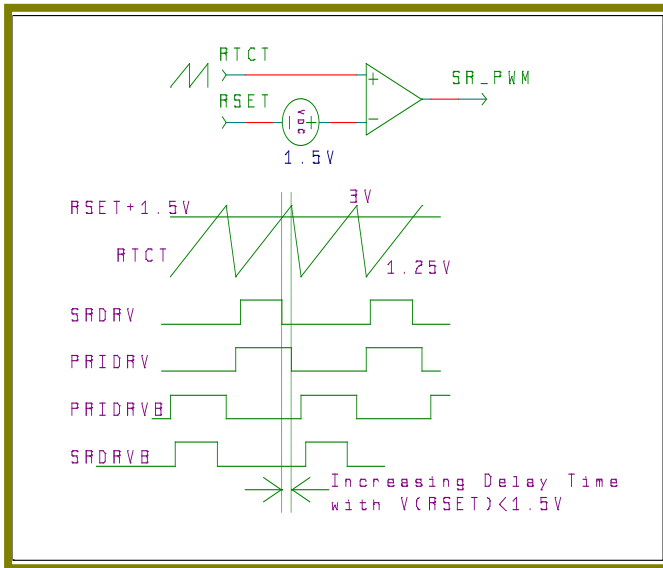 RTCT
SR_PWM
RSET
VDC
1.5V
3V
RSET+1.5V
RTCT
1.25V
SRDRV
PRIDRV
PRIDRVB
SRDRVB
Increasing Delay Time
with V(RSET)<1.5V